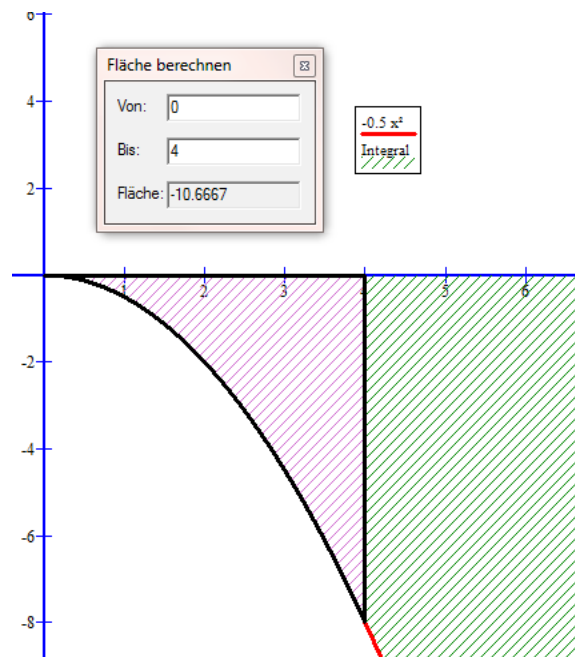 6
Fläche berechnen
Von: 0
Bis: 4
Fläche: -10.6667
-0.5 x²
Integral
4
2
1 2 3 4 5 6
-2
-4
-6
-8